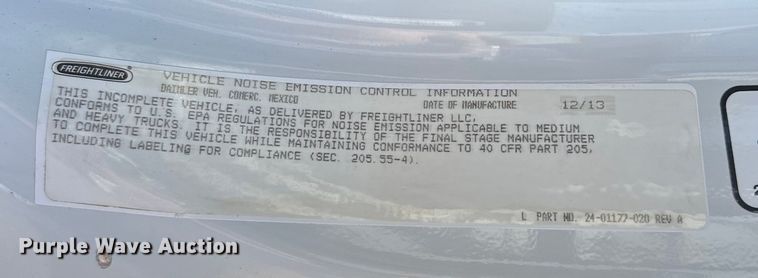 FREIGHTLINER
VEHICLE NOISE EMISSION CONTROL INFORMATION
DAIMLER VEH. COMERC. MEXICO DATE OF MANUFACTURE 12/13
THIS INCOMPLETE VEHICLE, AS DELIVERED BY FREIGHTLINER LLC,
CONFORMS TO U.S. EPA REGULATIONS FOR NOISE EMISSION APPLICABLE TO MEDIUM
AND HEAVY TRUCKS. IT IS THE RESPONSIBILITY OF THE FINAL STAGE MANUFACTURER
TO COMPLETE THIS VEHICLE WHILE MAINTAINING CONFORMANCE TO 40 CFR PART 205,
INCLUDING LABELING FOR COMPLIANCE (SEC. 205.55-4).
L PART NO. 24-01177-020 REV A
Purple Wave Auction